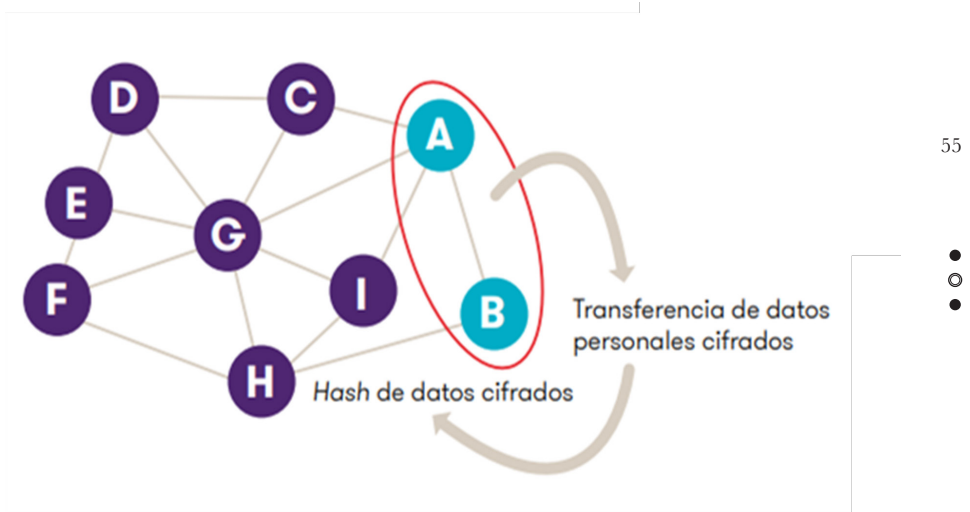 D
C
A
55
E
G
I
F
B
Transferencia de datos
personales cifrados
H
Hash de datos cifrados